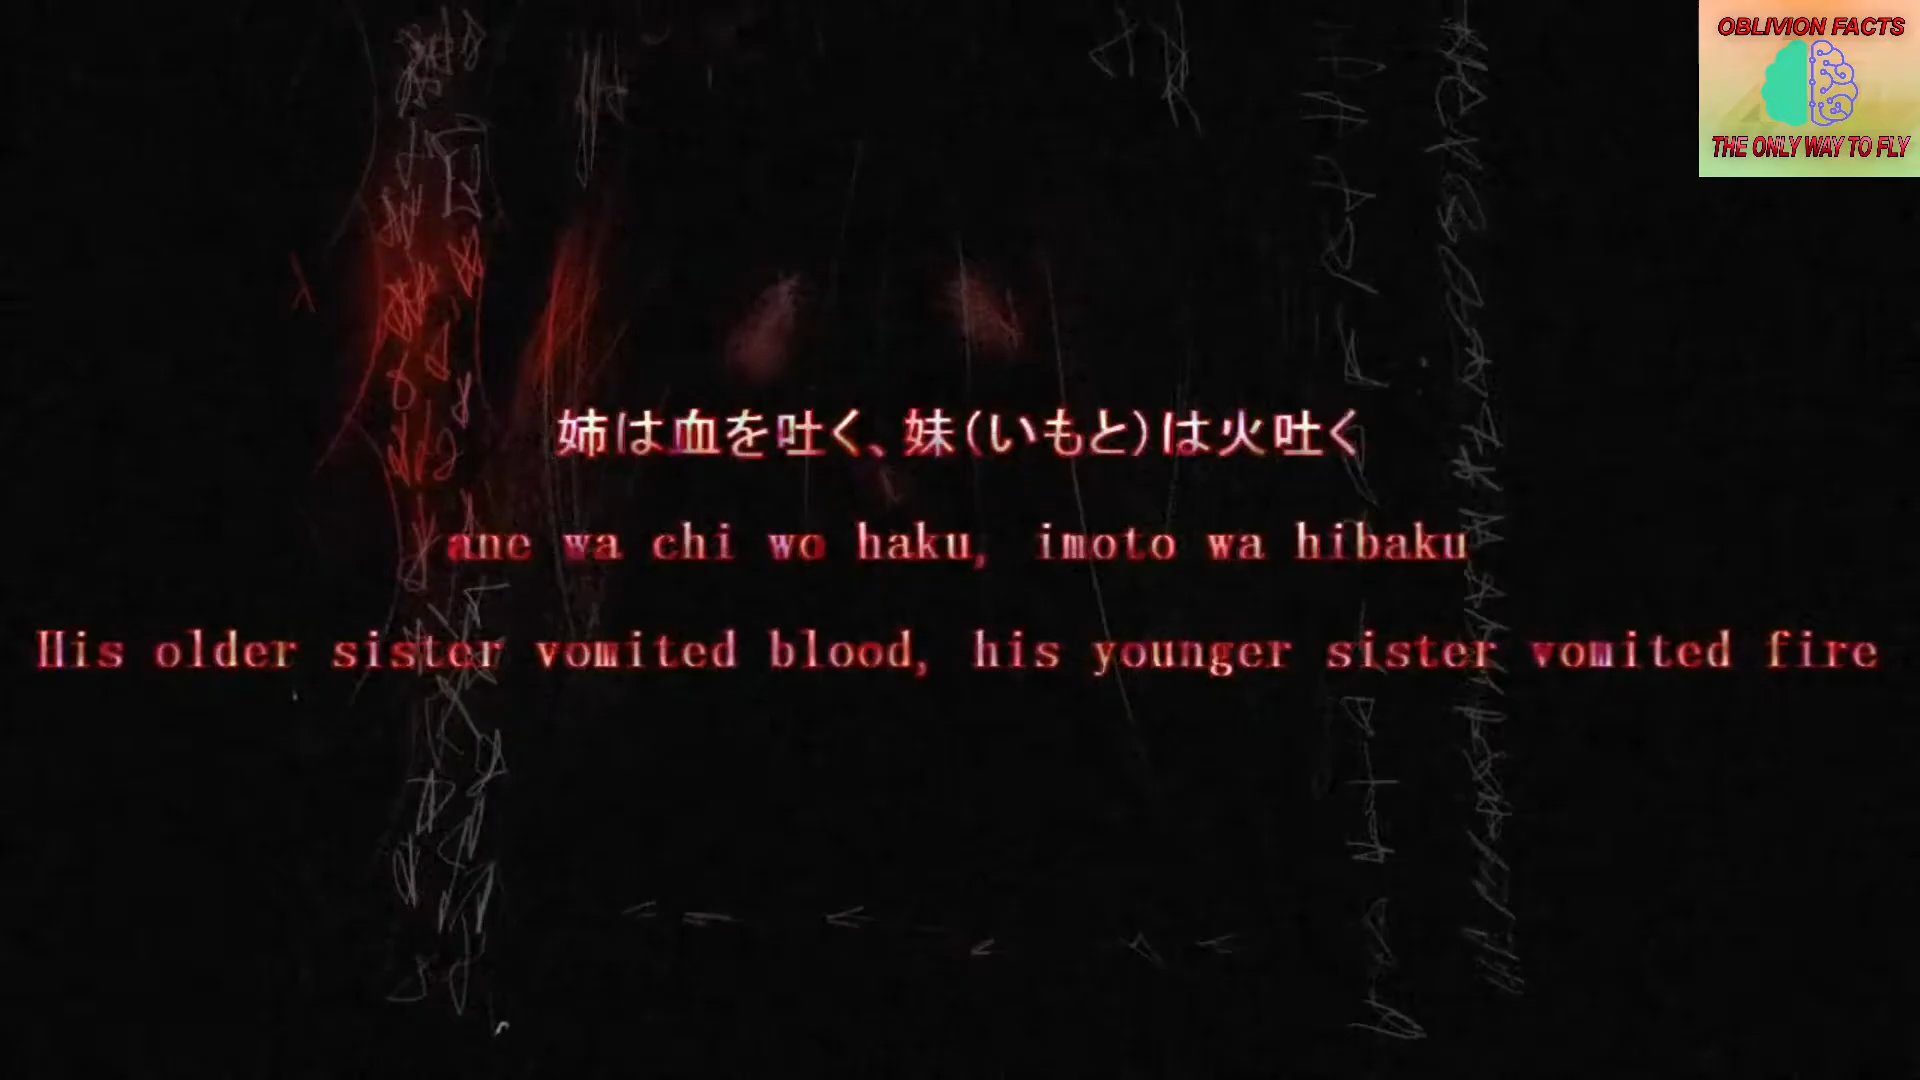 OBLIVION FACTS
THE ONLY WAY TO FLY
姉は血を吐く、妹(いもと)は火吐く
ane wa chi wo haku, imoto wa hibaku
His older sister vomited blood, his younger sister vomited fire